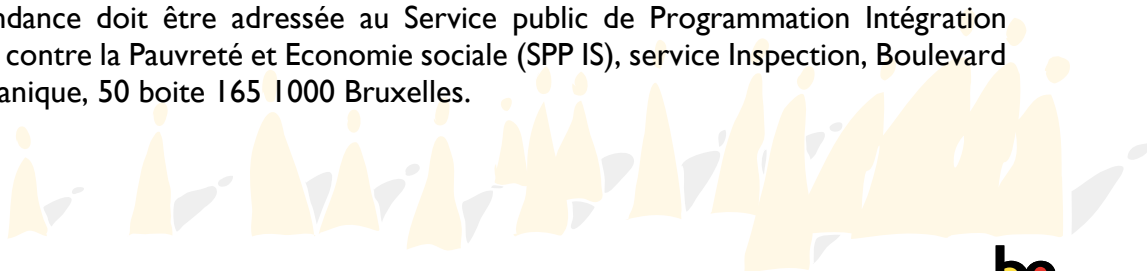 ndance doit être adressée au Service public de Programmation Intégration
contre la Pauvreté et Economie sociale (SPP IS), service Inspection, Boulevard
anique, 50 boite 165 1000 Bruxelles.
be